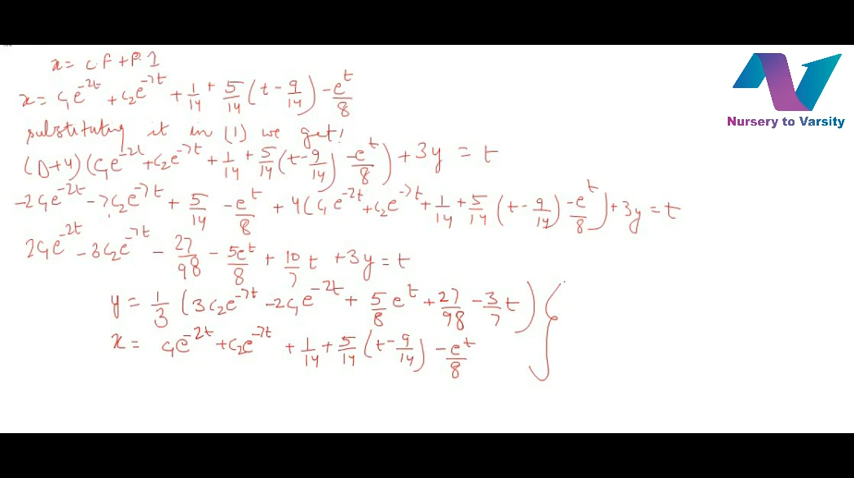 x = CF + P.I
x = c₁e^{-2t} + c₂e^{-7t} + 1/14 + 5/14 (t - 9/14) - e^t/8
Nursery to Varsity
substituting it in (1) we get!
(D+4)(c₁e^{-2t} + c₂e^{-7t} + 1/14 + 5/14 (t - 9/14) - e^t/8) + 3y = t
-2c₁e^{-2t} - 7c₂e^{-7t} + 5/14 - e^t/8 + 4(c₁e^{-2t} + c₂e^{-7t} + 1/14 + 5/14 (t - 9/14) - e^t/8) + 3y = t
2c₁e^{-2t} - 3c₂e^{-7t} - 27/98 - 5e^t/8 + 10/7 t + 3y = t
y = 1/3 (3c₂e^{-7t} - 2c₁e^{-2t} + 5/8 e^t + 27/98 - 3/7 t)
x = c₁e^{-2t} + c₂e^{-7t} + 1/14 + 5/14 (t - 9/14) - e^t/8